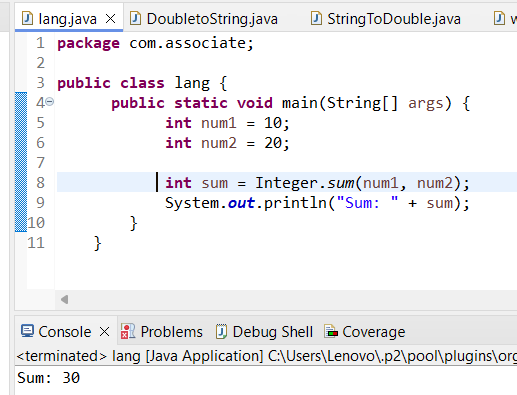 lang.java DoubletoString.java StringToDouble.java
1 package com.associate;
2
3 public class lang {
4 public static void main(String[] args) {
5 int num1 = 10;
6 int num2 = 20;
7
8 int sum = Integer.sum(num1, num2);
9 System.out.println("Sum: " + sum);
10 }
11 }
Console Problems Debug Shell Coverage
<terminated> lang [Java Application] C:\Users\Lenovo\.p2\pool\plugins\org
Sum: 30